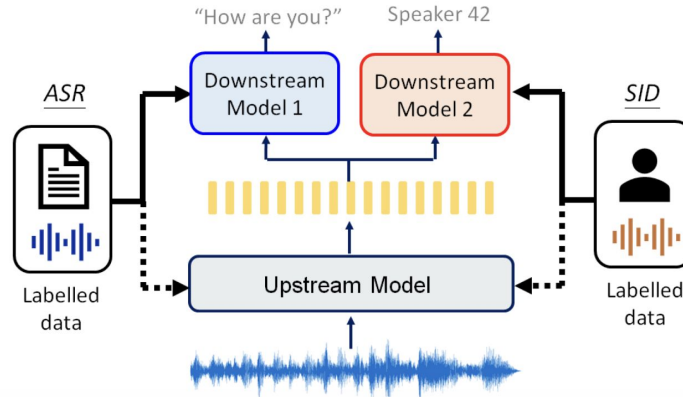 “How are you?”
Speaker 42
ASR
Downstream
Model 1
Downstream
Model 2
SID
Upstream Model
Labelled
data
Labelled
data